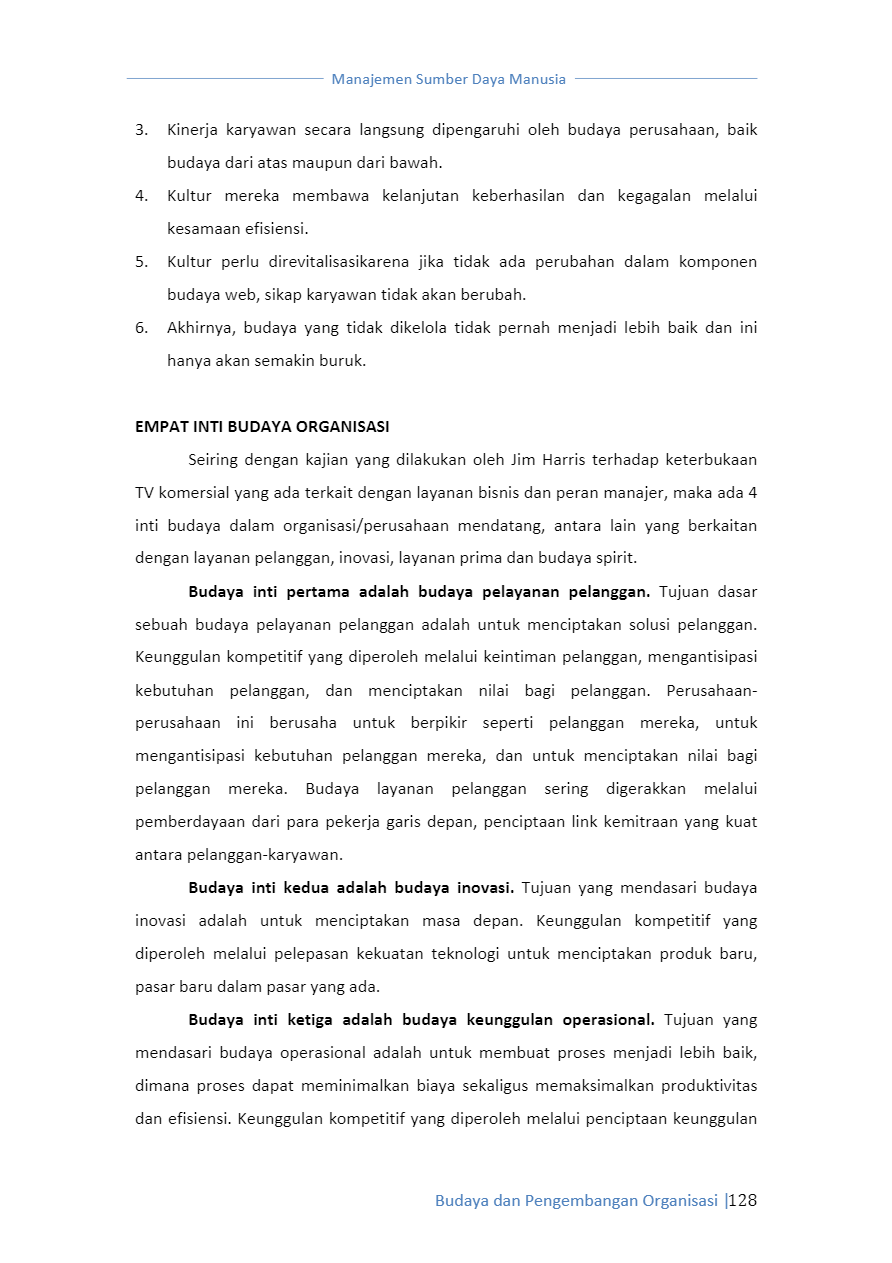 Manajemen Sumber Daya Manusia
3. Kinerja karyawan secara langsung dipengaruhi oleh budaya perusahaan, baik
budaya dari atas maupun dari bawah.
4. Kultur mereka membawa kelanjutan keberhasilan dan kegagalan melalui
kesamaan efisiensi.
5. Kultur perlu direvitalisasikarena jika tidak ada perubahan dalam komponen
budaya web, sikap karyawan tidak akan berubah.
6. Akhirnya, budaya yang tidak dikelola tidak pernah menjadi lebih baik dan ini
hanya akan semakin buruk.
EMPAT INTI BUDAYA ORGANISASI
Seiring dengan kajian yang dilakukan oleh Jim Harris terhadap keterbukaan
TV komersial yang ada terkait dengan layanan bisnis dan peran manajer, maka ada 4
inti budaya dalam organisasi/perusahaan mendatang, antara lain yang berkaitan
dengan layanan pelanggan, inovasi, layanan prima dan budaya spirit.
Budaya inti pertama adalah budaya pelayanan pelanggan. Tujuan dasar
sebuah budaya pelayanan pelanggan adalah untuk menciptakan solusi pelanggan.
Keunggulan kompetitif yang diperoleh melalui keintiman pelanggan, mengantisipasi
kebutuhan pelanggan, dan menciptakan nilai bagi pelanggan. Perusahaan-
perusahaan ini berusaha untuk berpikir seperti pelanggan mereka, untuk
mengantisipasi kebutuhan pelanggan mereka, dan untuk menciptakan nilai bagi
pelanggan mereka. Budaya layanan pelanggan sering digerakkan melalui
pemberdayaan dari para pekerja garis depan, penciptaan link kemitraan yang kuat
antara pelanggan-karyawan.
Budaya inti kedua adalah budaya inovasi. Tujuan yang mendasari budaya
inovasi adalah untuk menciptakan masa depan. Keunggulan kompetitif yang
diperoleh melalui pelepasan kekuatan teknologi untuk menciptakan produk baru,
pasar baru dalam pasar yang ada.
Budaya inti ketiga adalah budaya keunggulan operasional. Tujuan yang
mendasari budaya operasional adalah untuk membuat proses menjadi lebih baik,
dimana proses dapat meminimalkan biaya sekaligus memaksimalkan produktivitas
dan efisiensi. Keunggulan kompetitif yang diperoleh melalui penciptaan keunggulan
Budaya dan Pengembangan Organisasi |128